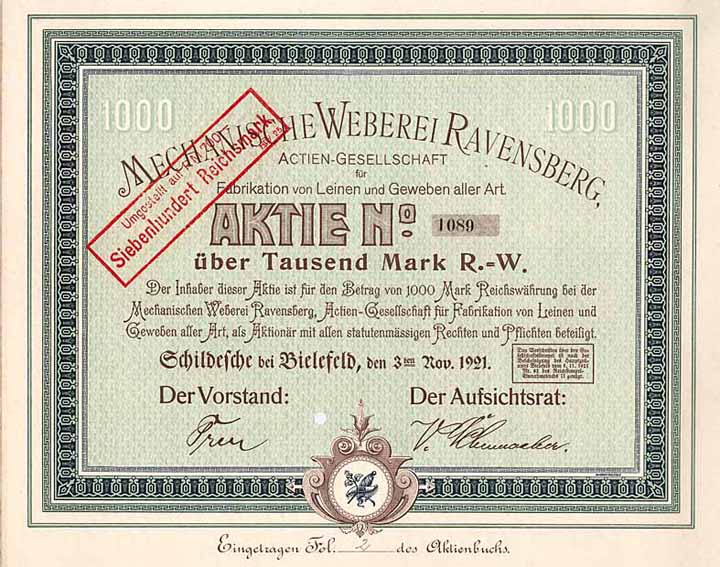 1000 1000
MECHANISCHE WEBEREI RAVENSBERG,
ACTIEN-GESELLSCHAFT
für
Fabrikation von Leinen und Geweben aller Art.
Umgestellt auf
Siebenhundert Reichsmark.
AKTIE No. 1089
über Tausend Mark R.-W.
Der Inhaber dieser Aktie ist für den Betrag von 1000 Mark Reichswährung bei der
Mechanischen Weberei Ravensberg, Actien-Gesellschaft für Fabrikation von Leinen und
Geweben aller Art, als Aktionär mit allen statutenmässigen Rechten und Pflichten beteiligt.
Schildesche bei Bielefeld, den 3ten Nov. 1921.
Der Vorstand: Der Aufsichtsrat:
Eingetragen Fol. 2 des Aktienbuchs.